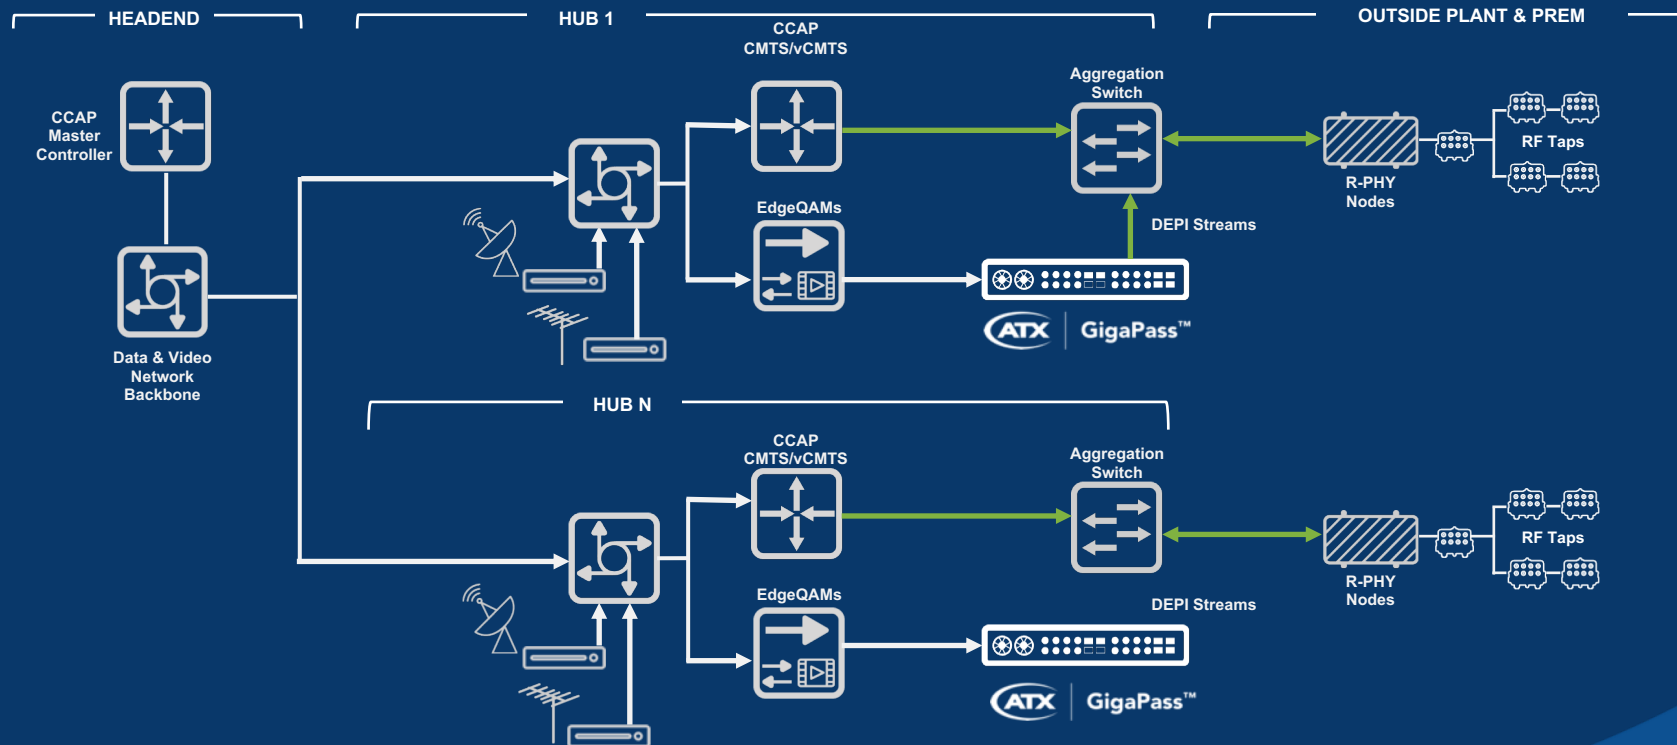 HEADEND
HUB 1
OUTSIDE PLANT & PREM
CCAP
CMTS/vCMTS
Aggregation
Switch
CCAP
Master
Controller
RF Taps
R-PHY
Nodes
EdgeQAMs
DEPI Streams
ATX
GigaPass™
Data & Video
Network
Backbone
HUB N
CCAP
CMTS/vCMTS
Aggregation
Switch
RF Taps
R-PHY
Nodes
EdgeQAMs
DEPI Streams
ATX
GigaPass™